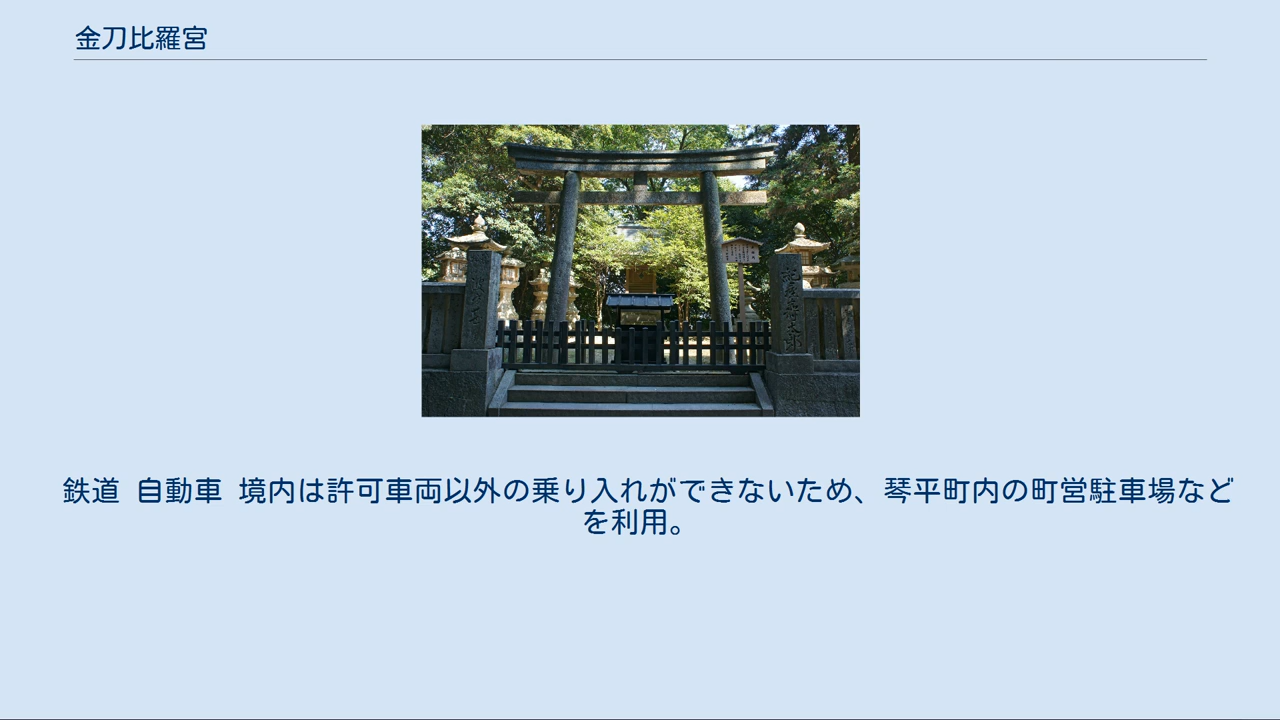 金刀比羅宮
鉄道 自動車 境内は許可車両以外の乗り入れができないため、琴平町内の町営駐車場など
を利用。